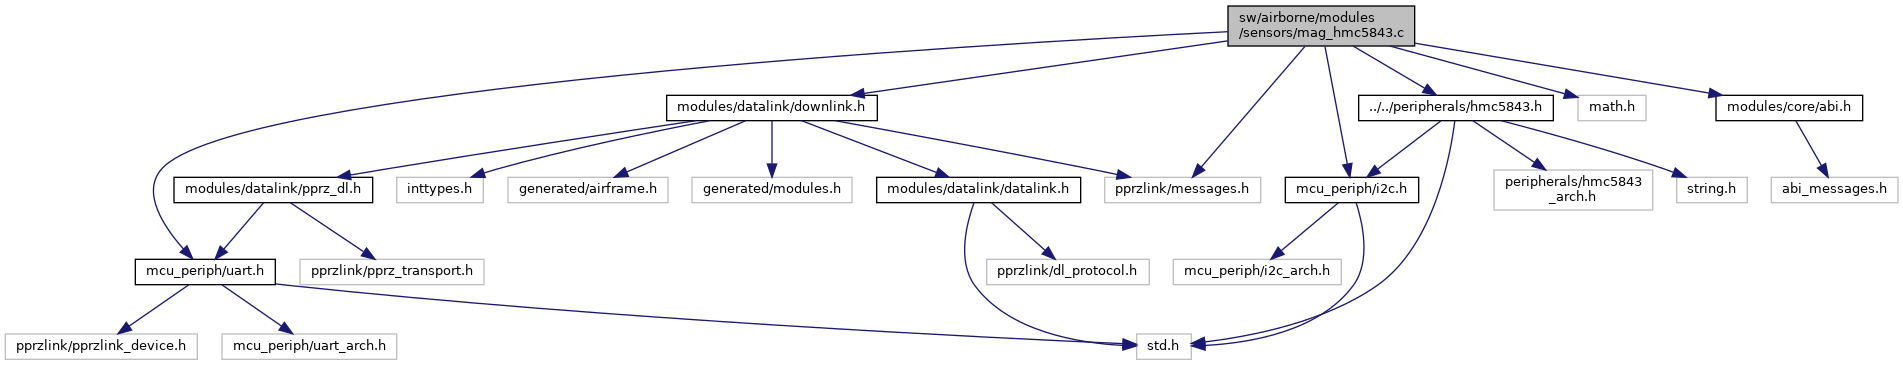 sw/airborne/modules
/sensors/mag_hmc5843.c
modules/datalink/downlink.h
../../peripherals/hmc5843.h
math.h
modules/core/abi.h
modules/datalink/pprz_dl.h
inttypes.h
generated/airframe.h
generated/modules.h
modules/datalink/datalink.h
pprzlink/messages.h
mcu_periph/i2c.h
peripherals/hmc5843
_arch.h
string.h
abi_messages.h
mcu_periph/uart.h
pprzlink/pprz_transport.h
pprzlink/dl_protocol.h
mcu_periph/i2c_arch.h
pprzlink/pprzlink_device.h
mcu_periph/uart_arch.h
std.h